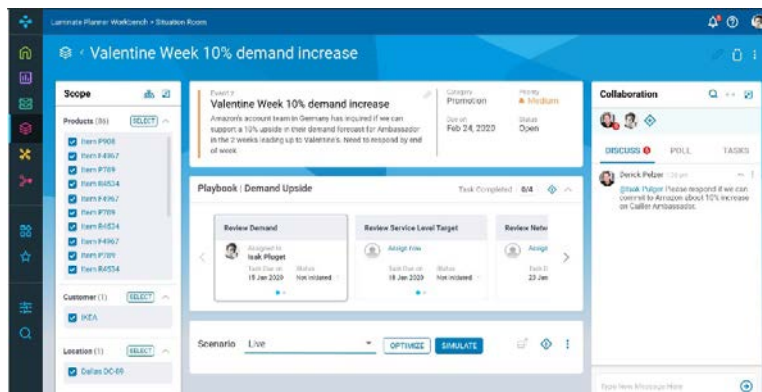 Luminate Planner Workbench > Situation Room
Valentine Week 10% demand increase
Scope
Products (86)
SELECT
Item P908
Item F4967
Item P789
Item R4534
Item F4967
Item P789
Item R4534
Item F4967
Item P789
Item R4534
Customer (1)
SELECT
IKEA
Location (1)
SELECT
Dallas DC-09
Event 2
Valentine Week 10% demand increase
Amazon's account team in Germany has inquired if we can
support a 10% upside in their demand forecast for Ambassador
in the 2 weeks leading up to Valentine's. Need to respond by end
of week.
Category
Promotion
Priority
Medium
Due on
Feb 24, 2020
Status
Open
Playbook | Demand Upside
Task Completed : 0/4
Review Demand
Assigned to
Isak Pluget
Task Due on
15 Jan 2020
Status
Not initiated
Review Service Level Target
Assign now
Task Due on
18 Jan 2020
Status
Not initiated
Review Netw
Assign
Task D
23 Jan
Scenario
Live
OPTIMIZE
SIMULATE
Collaboration
DISCUSS
POLL
TASKS
Derrick Pelzer
@Isak Pulger Please respond if we can
commit to Amazon about 10% increase
on Cailler Ambassador.
Type New Message Here